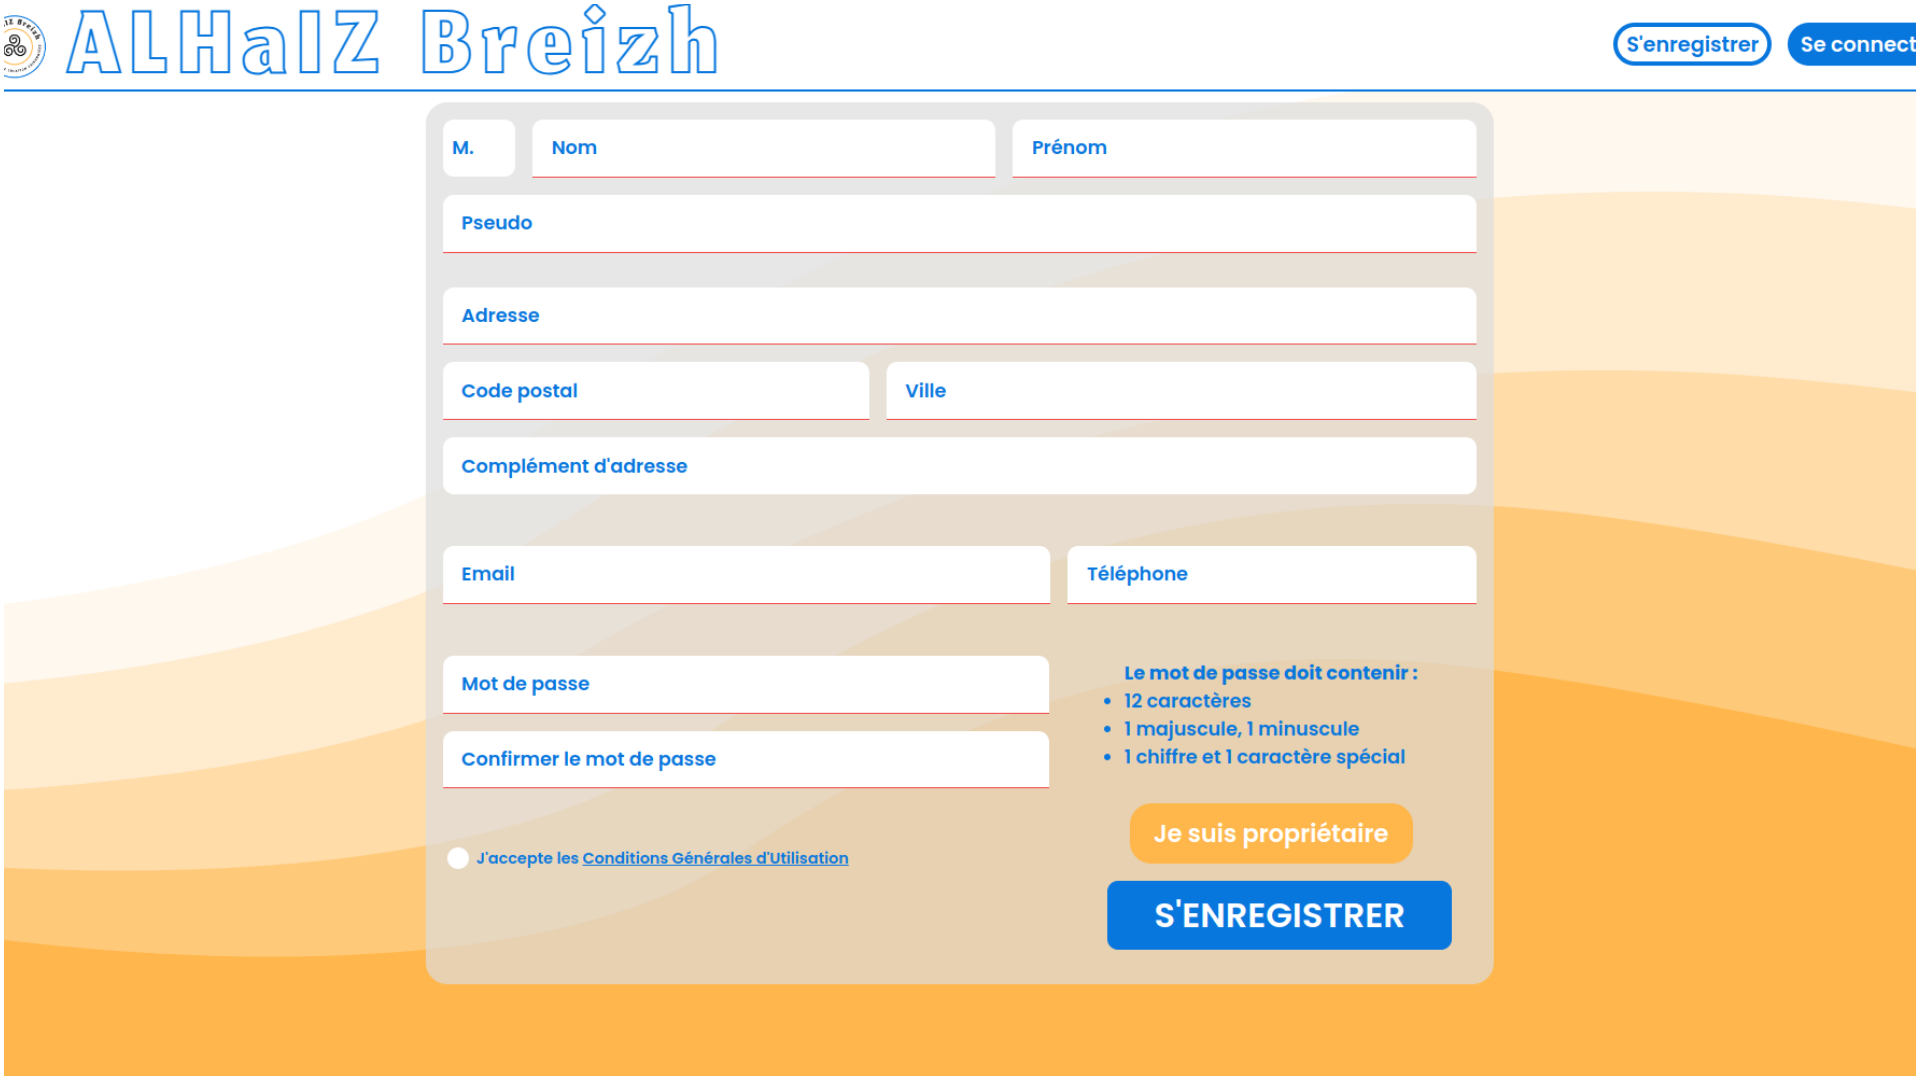 ALHaIZ Breizh
S'enregistrer
Se connect
M.
Nom
Prénom
Pseudo
Adresse
Code postal
Ville
Complément d'adresse
Email
Téléphone
Mot de passe
Le mot de passe doit contenir :
• 12 caractères
• 1 majuscule, 1 minuscule
• 1 chiffre et 1 caractère spécial
Confirmer le mot de passe
Je suis propriétaire
J'accepte les Conditions Générales d'Utilisation
S'ENREGISTRER